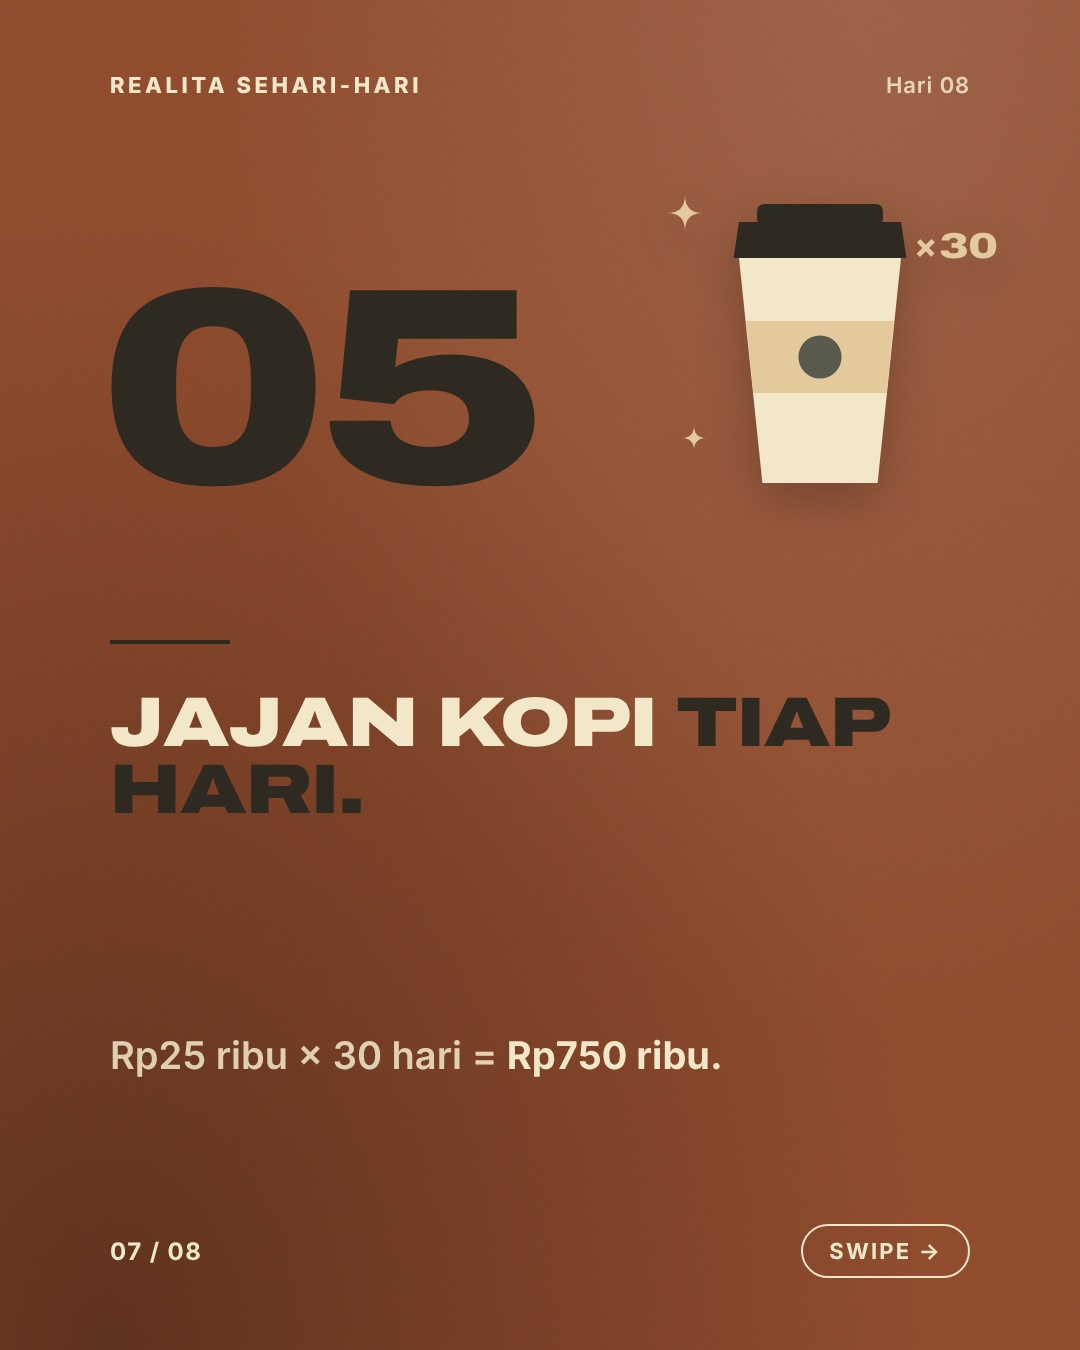 REALITA SEHARI-HARI
Hari 08
×30
05
JAJAN KOPI TIAP
HARI.
Rp25 ribu × 30 hari = Rp750 ribu.
07 / 08
SWIPE →